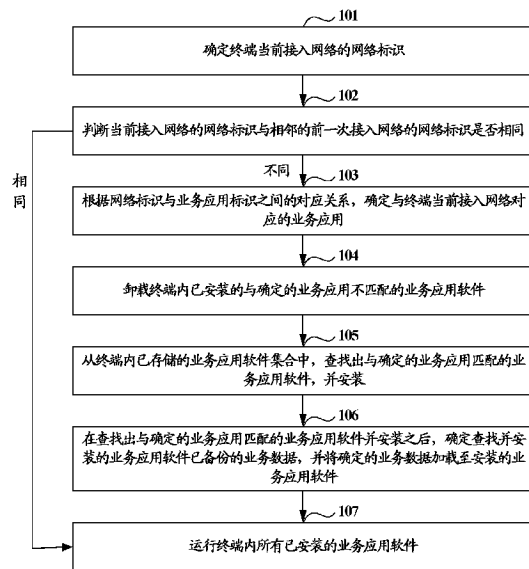 101
确定终端当前接入网络的网络标识
102
判断当前接入网络的网络标识与相邻的前一次接入网络的网络标识是否相同
相
同
不同
103
根据网络标识与业务应用标识之间的对应关系，确定与终端当前接入网络对
应的业务应用
104
卸载终端内已安装的与确定的业务应用不匹配的业务应用软件
105
从终端内已存储的业务应用软件集合中，查找出与确定的业务应用匹配的业
务应用软件，并安装
106
在查找出与确定的业务应用匹配的业务应用软件并安装之后，确定查找并安
装的业务应用软件已备份的业务数据，并将确定的业务数据加载至安装的业
务应用软件
107
运行终端内所有已安装的业务应用软件